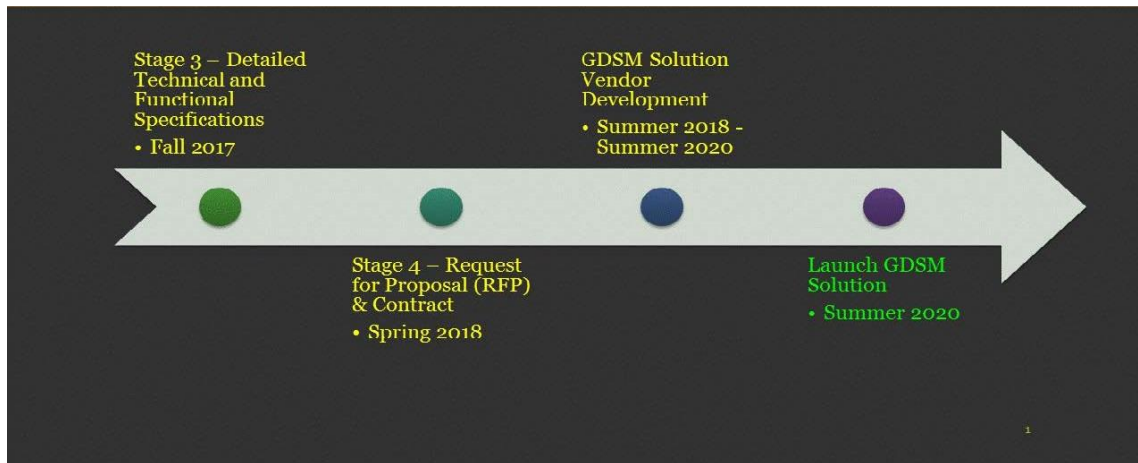 Stage 3 – Detailed
Technical and
Functional
Specifications
• Fall 2017
GDSM Solution
Vendor
Development
• Summer 2018 -
Summer 2020
Stage 4 – Request
for Proposal (RFP)
& Contract
• Spring 2018
Launch GDSM
Solution
• Summer 2020
1